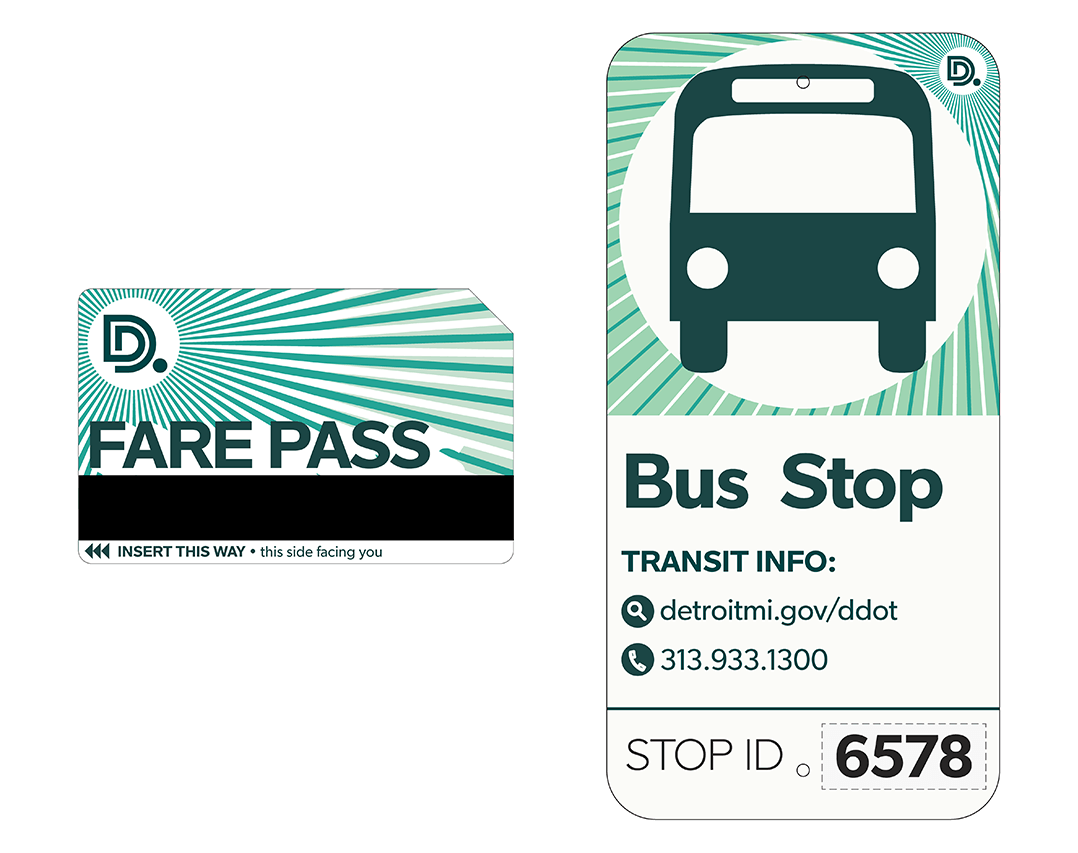 D.
FARE PASS
INSERT THIS WAY • this side facing you
D.
Bus Stop
TRANSIT INFO:
detroitmi.gov/ddot
313.933.1300
STOP ID
6578